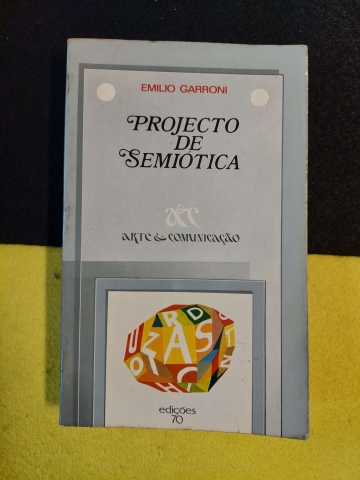 EMILIO GARRONI
PROJECTO
DE
SEMIÓTICA
A&C
ARTE & COMUNICAÇÃO
edições
70